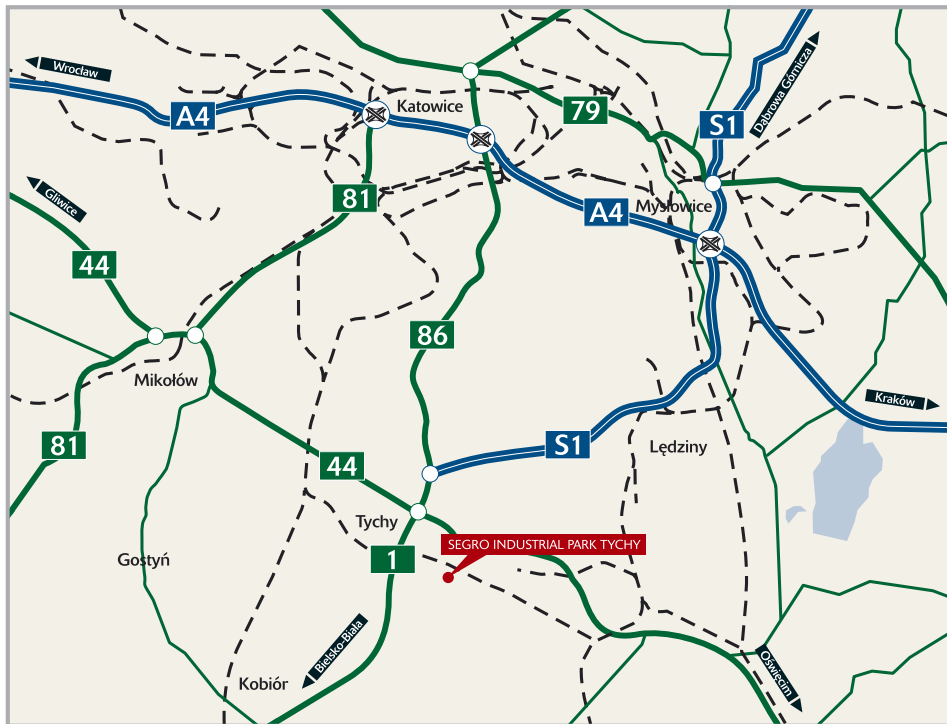 Wrocław
A4
Katowice
79
S1
Dąbrowa Górnicza
Gliwice
81
A4
Mysłowice
44
86
Mikołów
Kraków
81
44
S1
Lędziny
Tychy
SEGRO INDUSTRIAL PARK TYCHY
Gostyń
1
Bielsko-Biała
Oświęcim
Kobiór